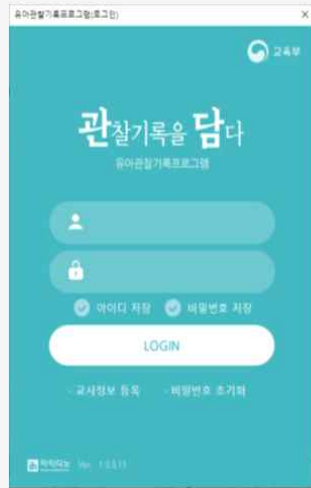 유아관찰기록프로그램(로그인)
교육부
관찰기록을 담다
유아관찰기록프로그램
아이디 저장 비밀번호 저장
LOGIN
- 교사정보 등록 - 비밀번호 초기화
Ver.